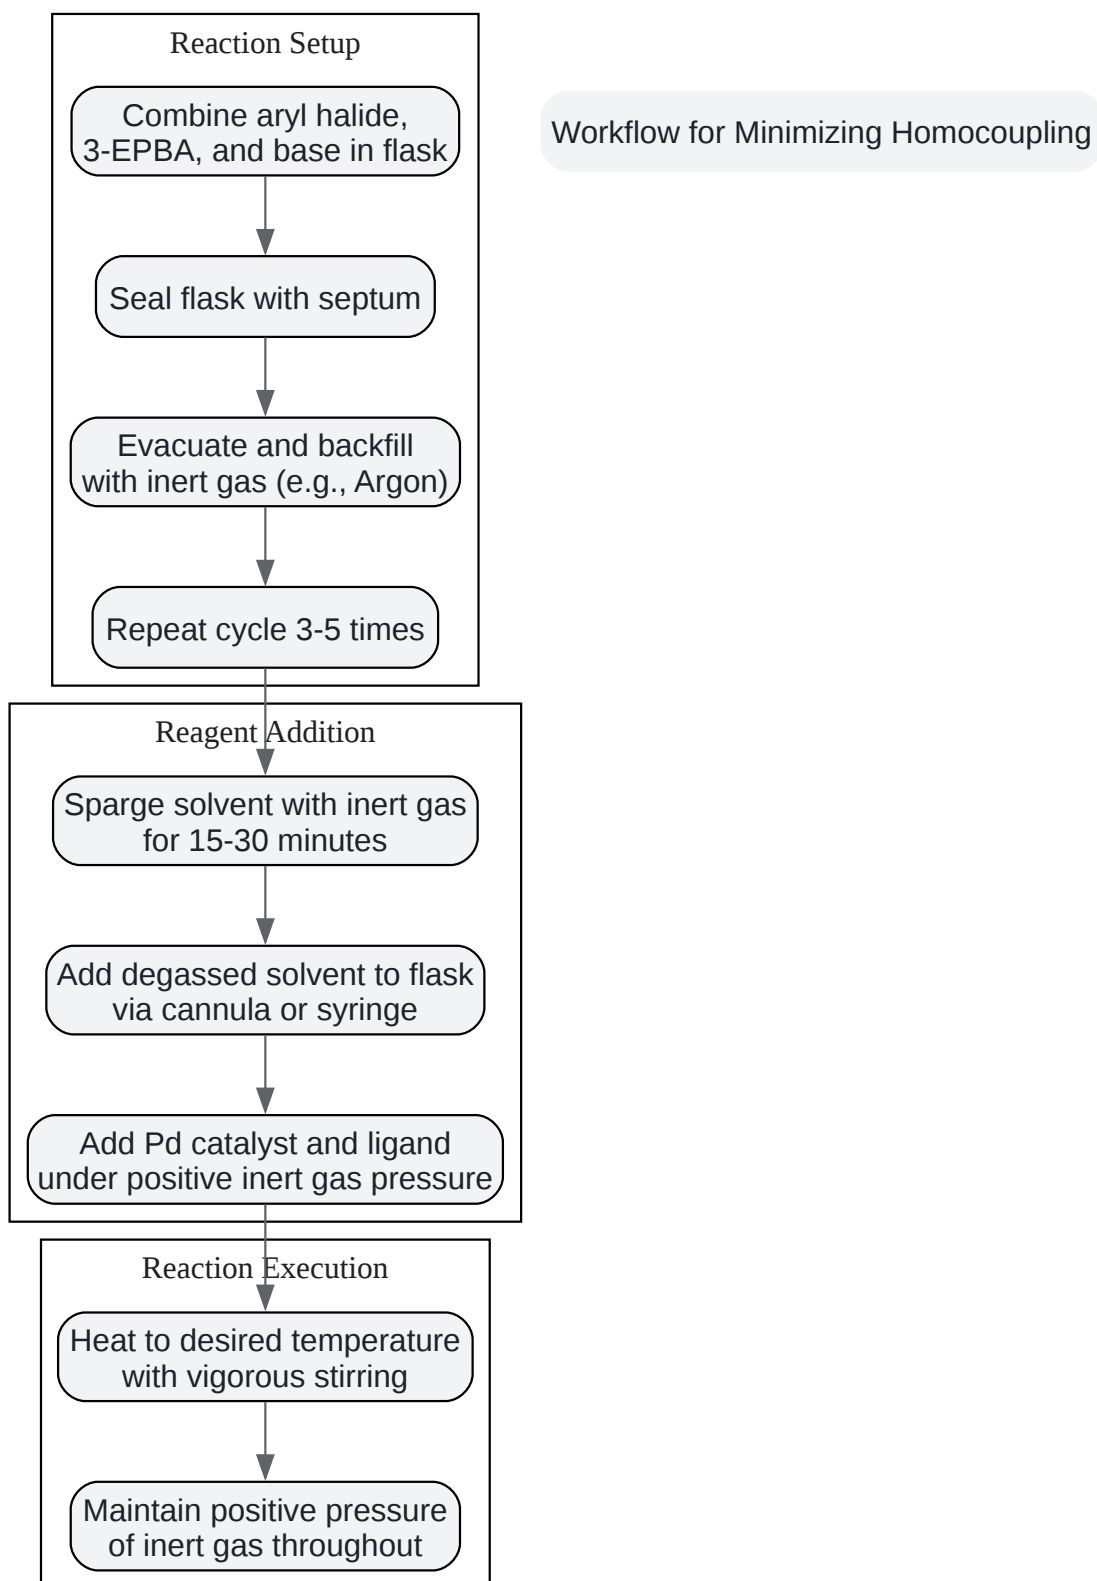 Reaction Setup
Combine aryl halide,
3-EPBA, and base in flask
Workflow for Minimizing Homocoupling
Seal flask with septum
Evacuate and backfill
with inert gas (e.g., Argon)
Repeat cycle 3-5 times
Reagent Addition
Sparge solvent with inert gas
for 15-30 minutes
Add degassed solvent to flask
via cannula or syringe
Add Pd catalyst and ligand
under positive inert gas pressure
Reaction Execution
Heat to desired temperature
with vigorous stirring
Maintain positive pressure
of inert gas throughout